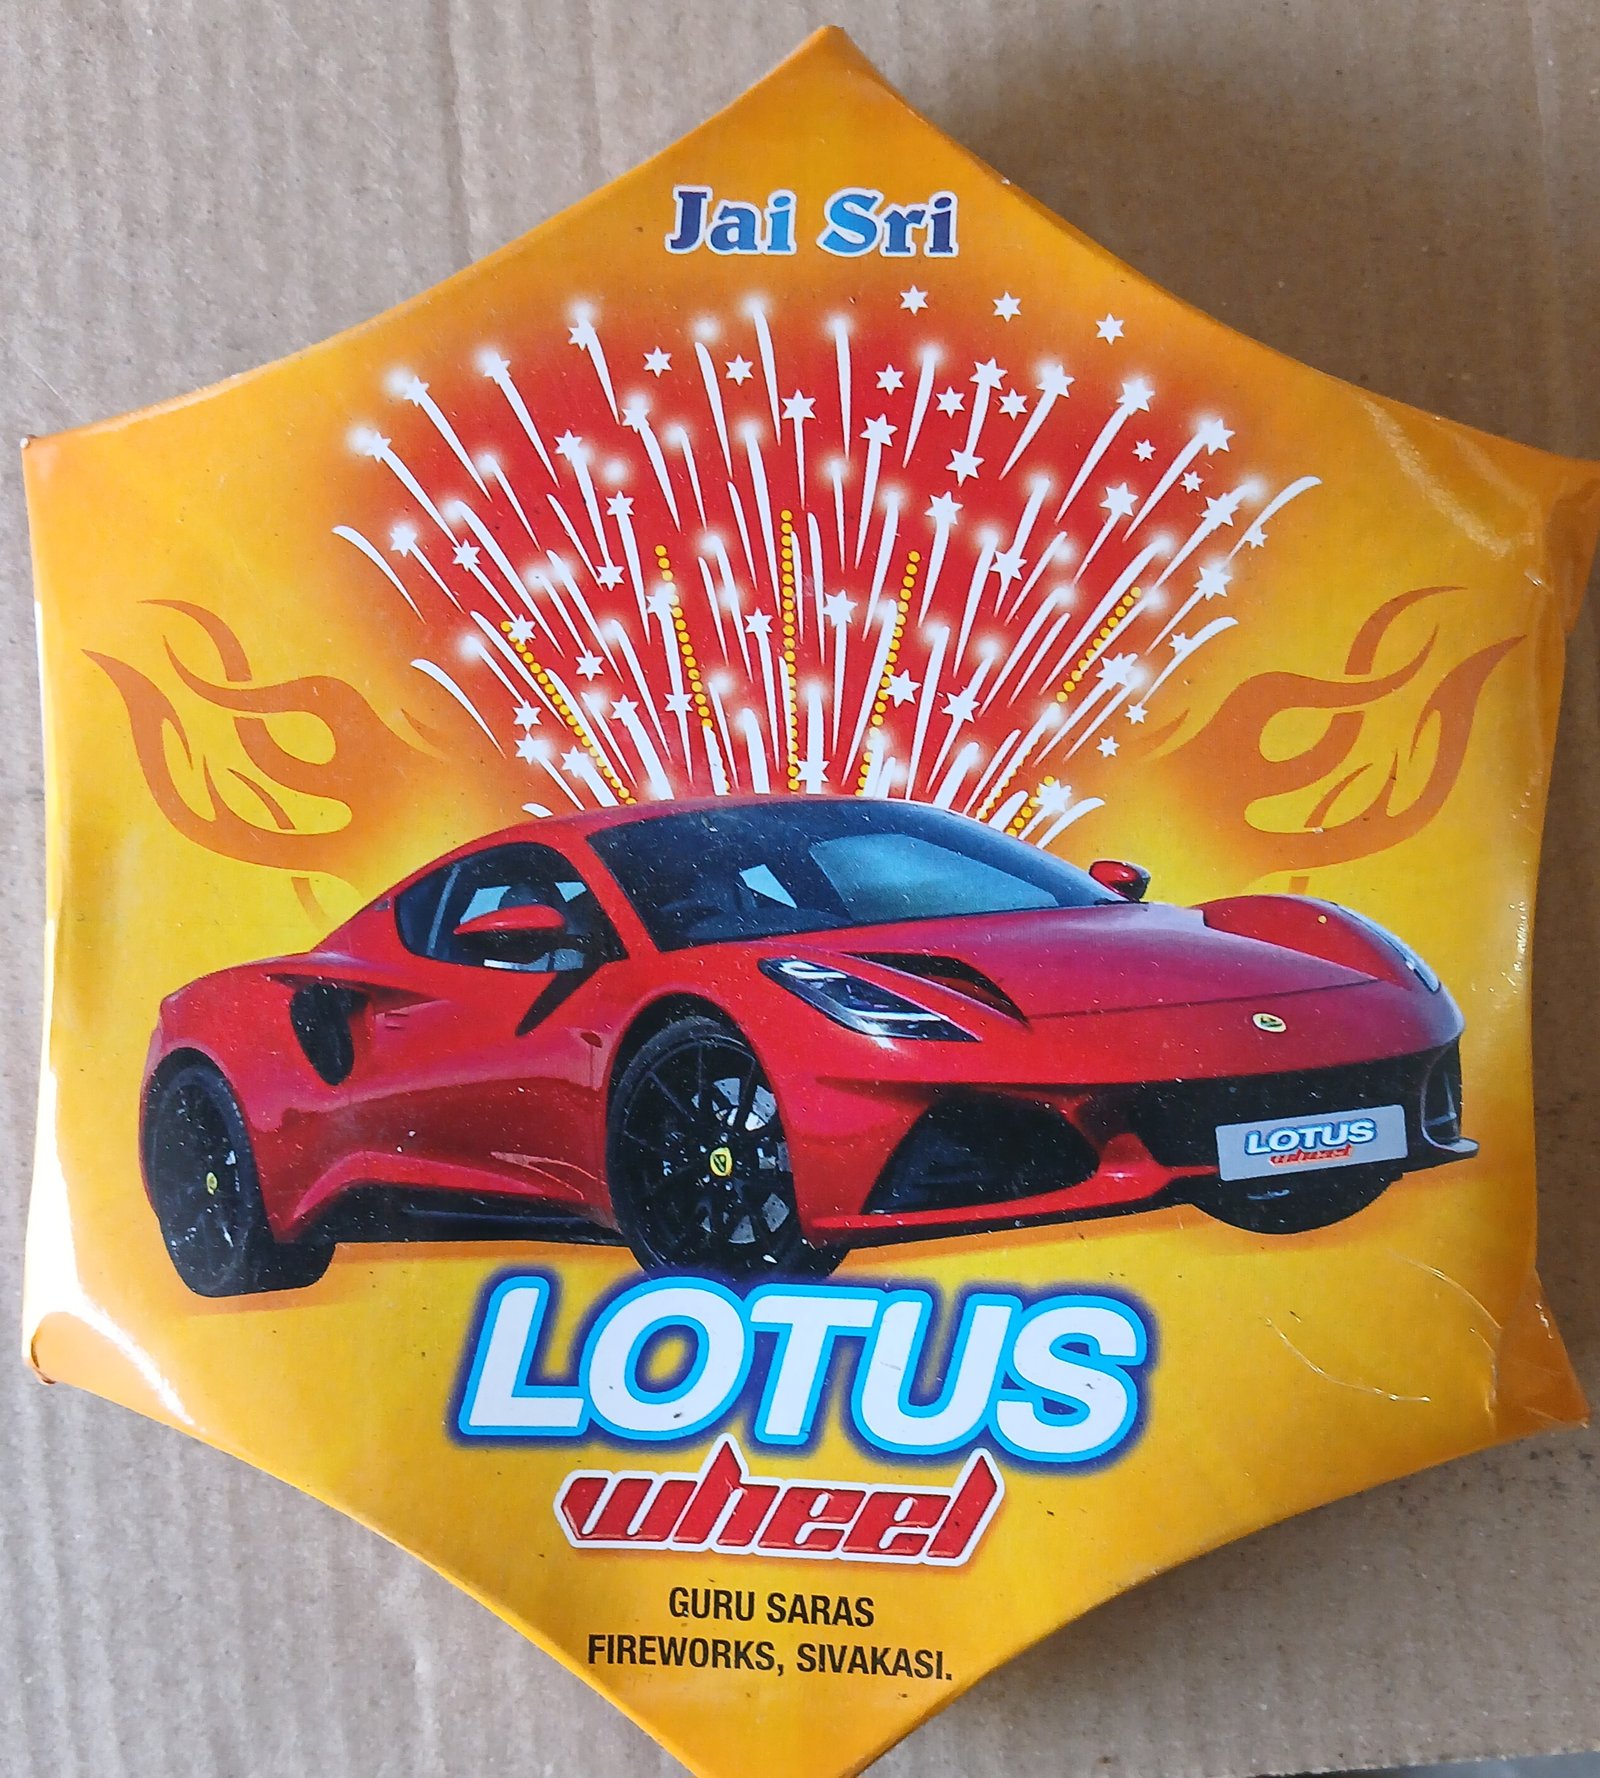 Jai Sri
LOTUS
wheel
LOTUS
wheel
GURU SARAS
FIREWORKS, SIVAKASI.